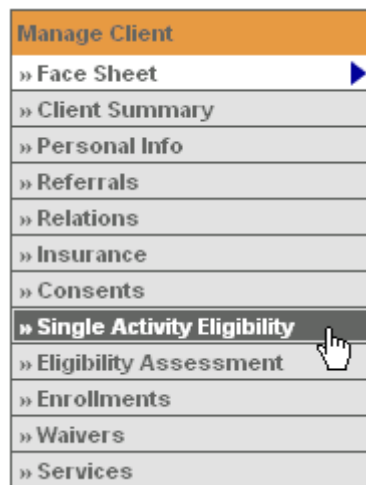 Manage Client
» Face Sheet
» Client Summary
» Personal Info
» Referrals
» Relations
» Insurance
» Consents
» Single Activity Eligibility
» Eligibility Assessment
» Enrollments
» Waivers
» Services